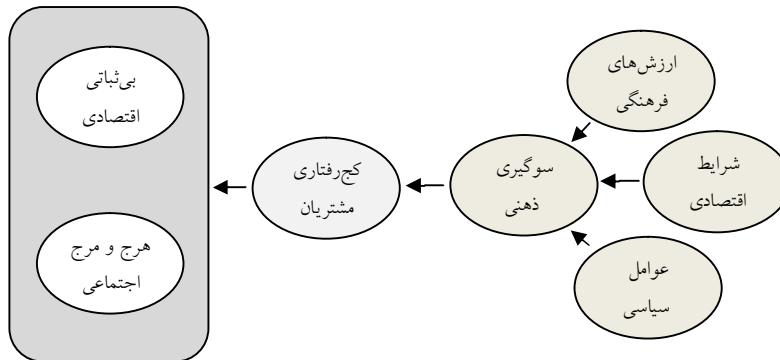 ارزش‌های
فرهنگی
شرایط
اقتصادی
عوامل
سیاسی
سوگیری
ذهنی
کج‌رفتاری
مشتریان
بی‌ثباتی
اقتصادی
هرج و مرج
اجتماعی